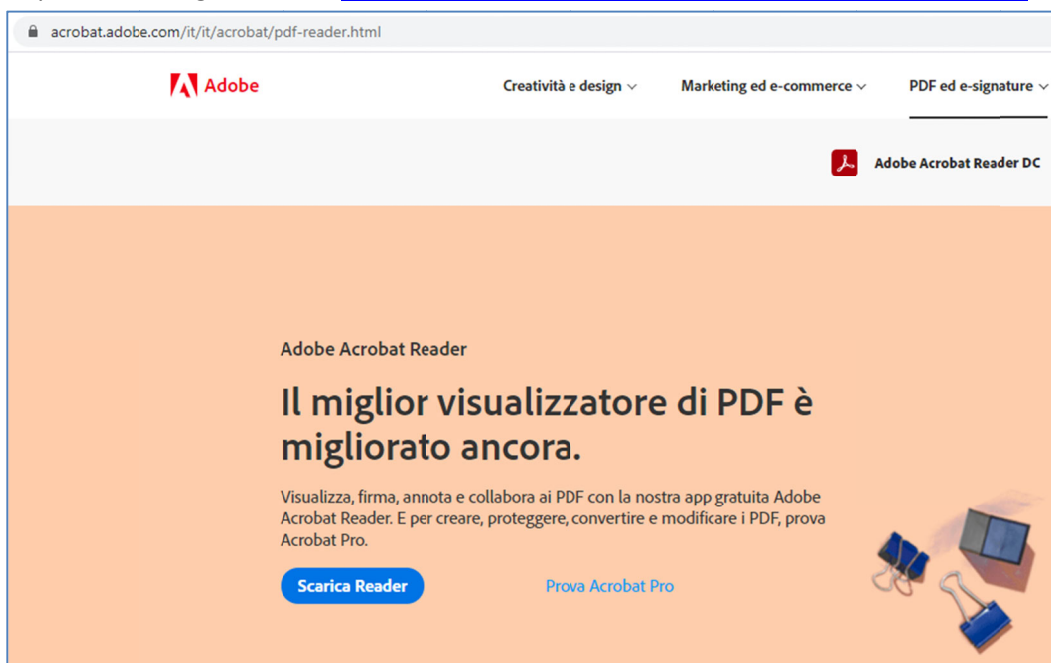 acrobat.adobe.com/it/it/acrobat/pdf-reader.html
Adobe
Creatività e design
Marketing ed e-commerce
PDF ed e-signature
Adobe Acrobat Reader DC
Adobe Acrobat Reader
Il miglior visualizzatore di PDF è
migliorato ancora.
Visualizza, firma, annota e collabora ai PDF con la nostra app gratuita Adobe
Acrobat Reader. E per creare, proteggere, convertire e modificare i PDF, prova
Acrobat Pro.
Scarica Reader
Prova Acrobat Pro